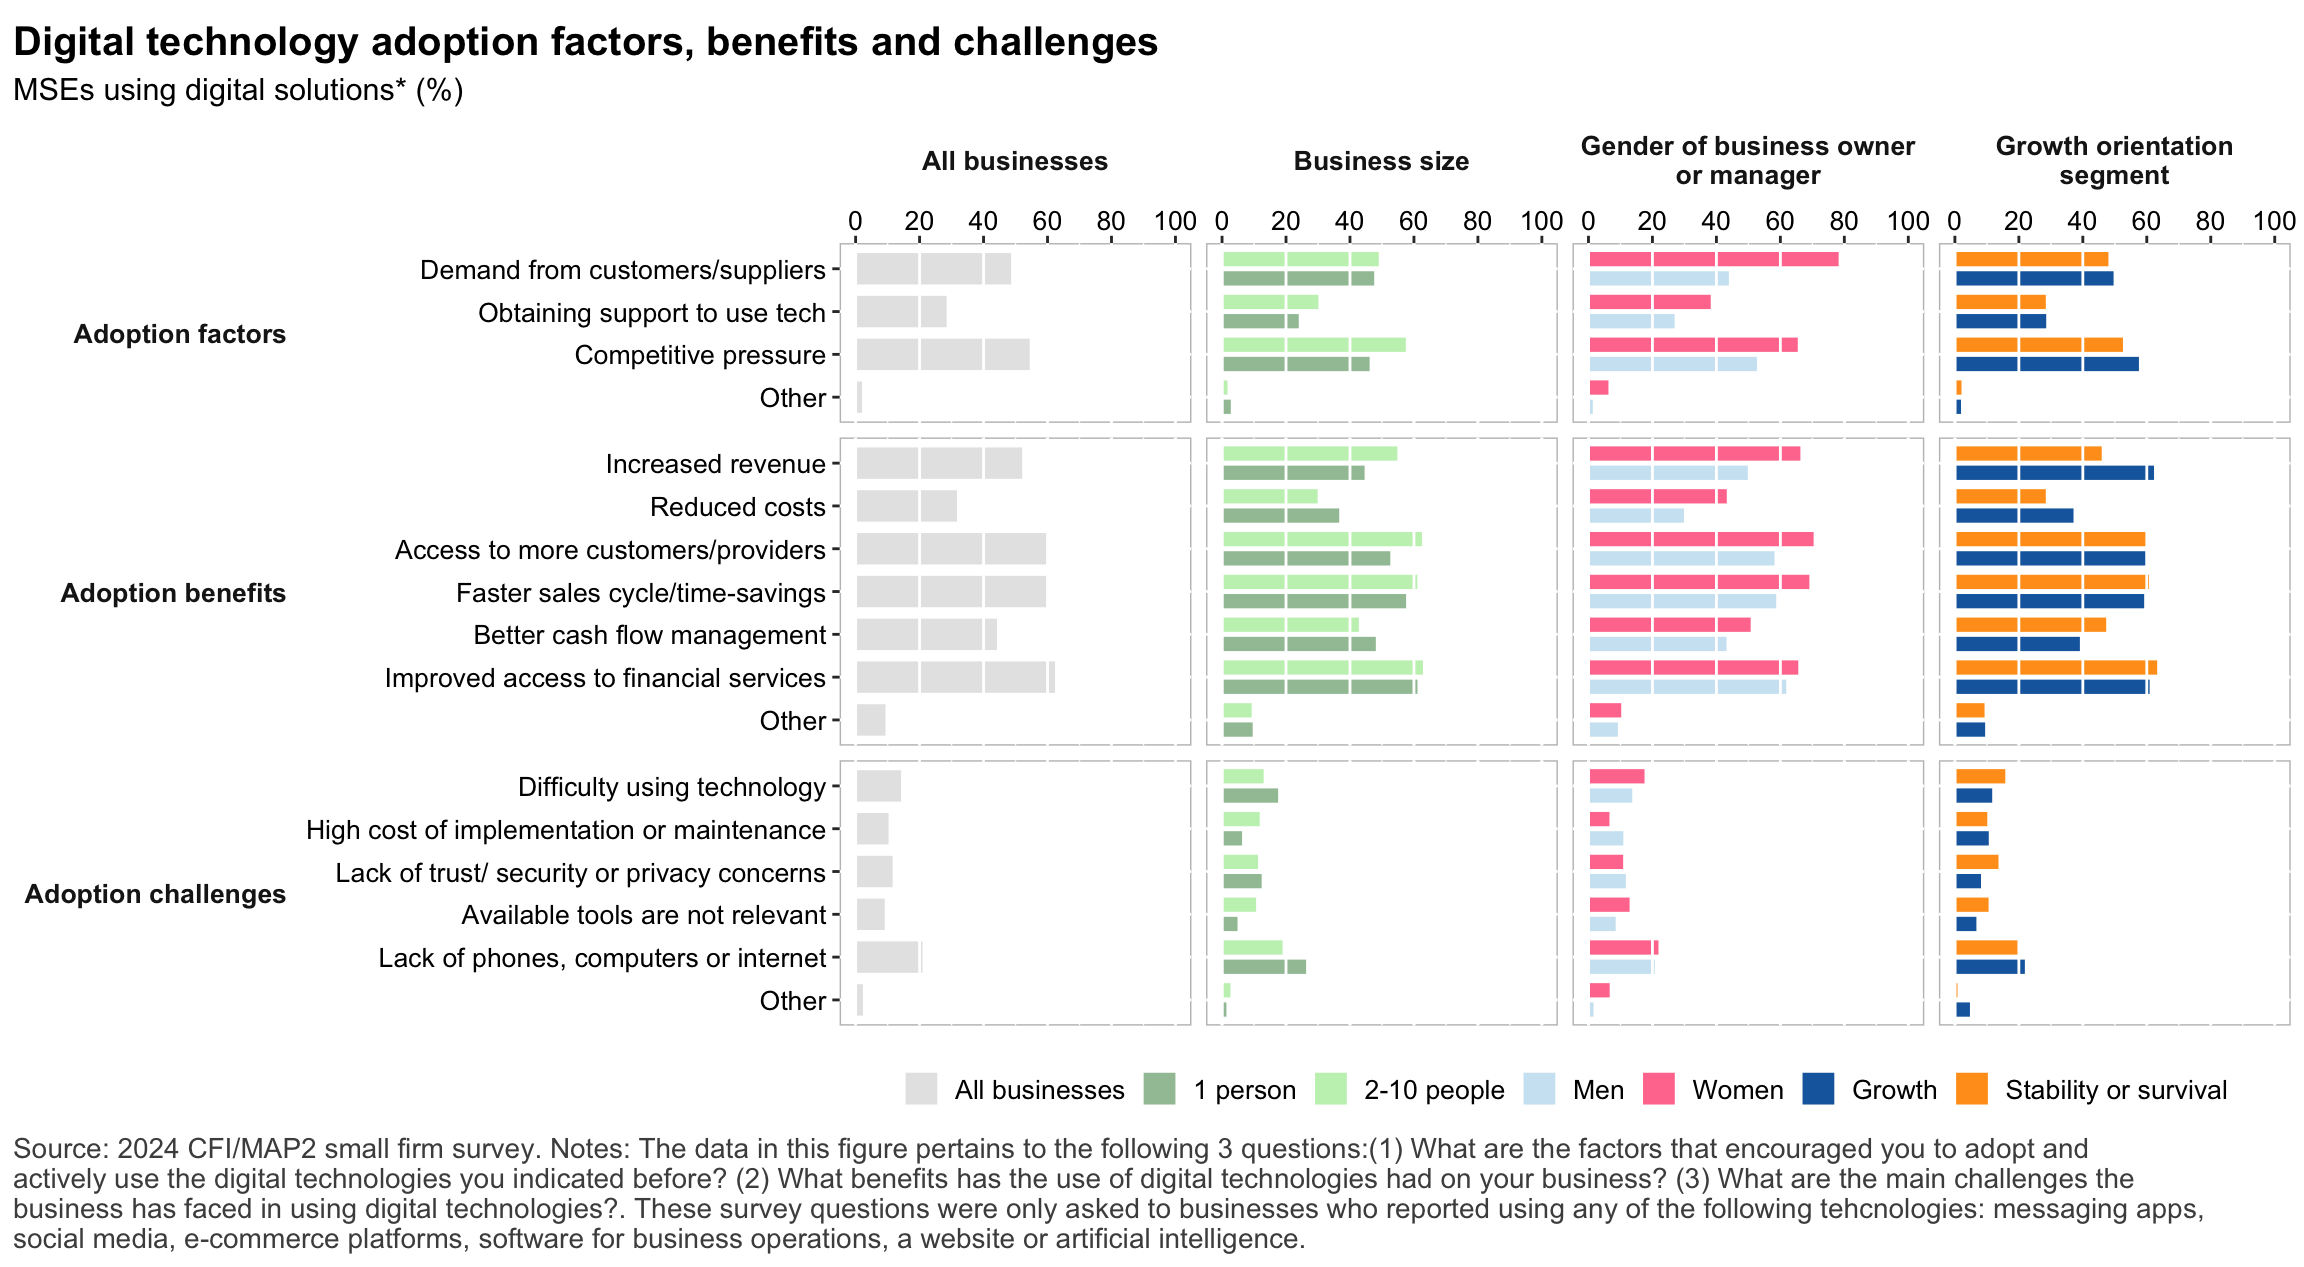 Digital technology adoption factors, benefits and challenges
MSEs using digital solutions* (%)
All businesses
Business size
Gender of business owner
or manager
Growth orientation
segment
0 20 40 60 80 100
0 20 40 60 80 100
0 20 40 60 80 100
0 20 40 60 80 100
Adoption factors
Demand from customers/suppliers
Obtaining support to use tech
Competitive pressure
Other
Adoption benefits
Increased revenue
Reduced costs
Access to more customers/providers
Faster sales cycle/time-savings
Better cash flow management
Improved access to financial services
Other
Adoption challenges
Difficulty using technology
High cost of implementation or maintenance
Lack of trust/ security or privacy concerns
Available tools are not relevant
Lack of phones, computers or internet
Other
All businesses 1 person 2-10 people Men Women Growth Stability or survival
Source: 2024 CFI/MAP2 small firm survey. Notes: The data in this figure pertains to the following 3 questions:(1) What are the factors that encouraged you to adopt and
actively use the digital technologies you indicated before? (2) What benefits has the use of digital technologies had on your business? (3) What are the main challenges the
business has faced in using digital technologies?. These survey questions were only asked to businesses who reported using any of the following tehcnologies: messaging apps,
social media, e-commerce platforms, software for business operations, a website or artificial intelligence.